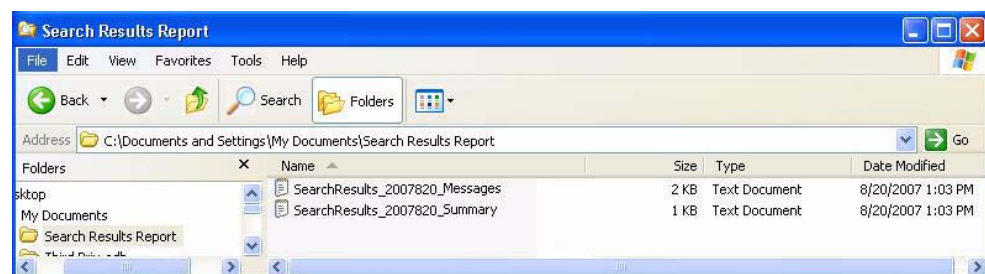 Search Results Report
File Edit View Favorites Tools Help
Back Search Folders
Address C:\Documents and Settings\My Documents\Search Results Report Go
Folders X Name Size Type Date Modified
sktop SearchResults_2007820_Messages 2 KB Text Document 8/20/2007 1:03 PM
My Documents SearchResults_2007820_Summary 1 KB Text Document 8/20/2007 1:03 PM
Search Results Report